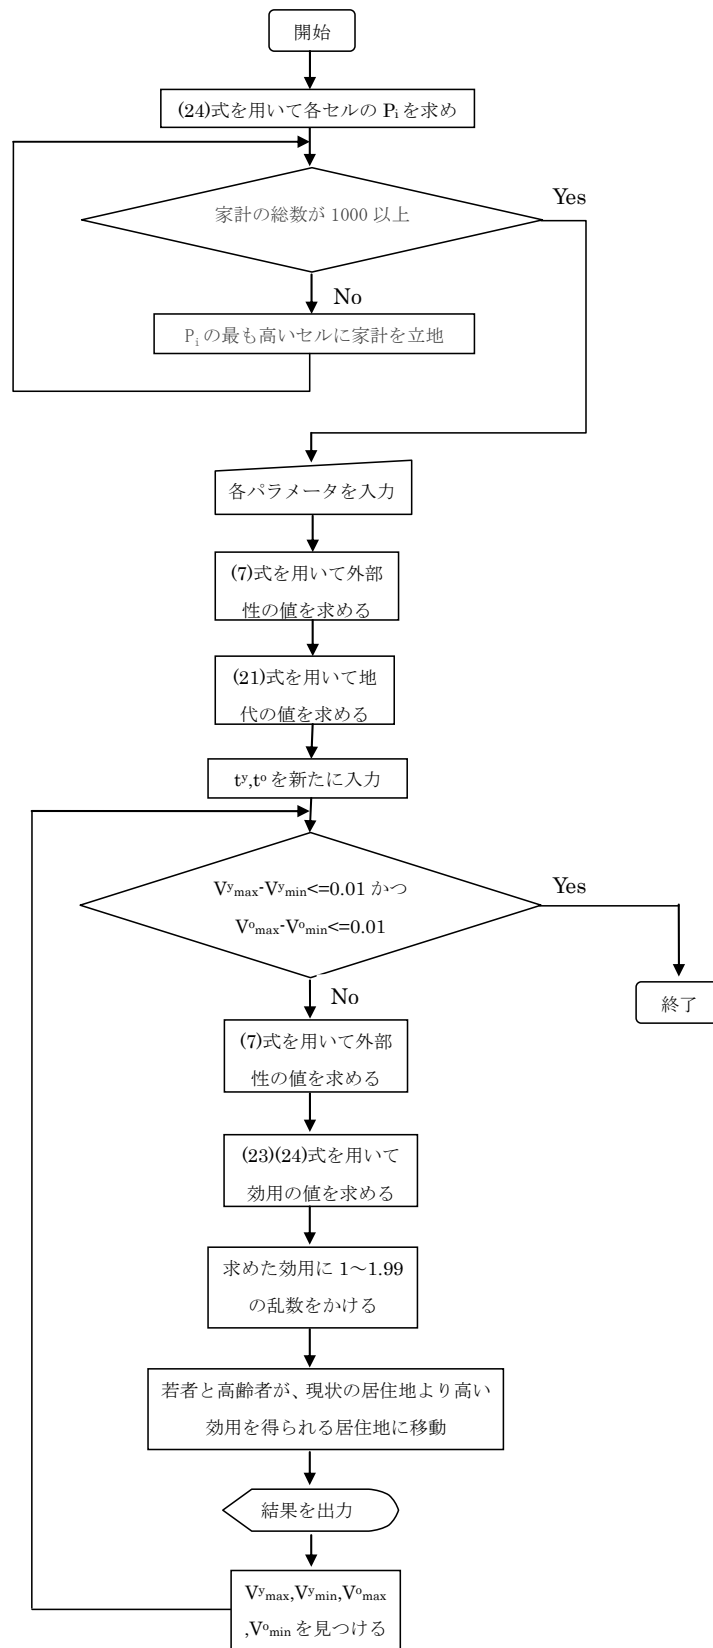 開始
(24)式を用いて各セルの Pᵢを求め
家計の総数が 1000 以上
Yes
No
Pᵢの最も高いセルに家計を立地
各パラメータを入力
(7)式を用いて外部
性の値を求める
(21)式を用いて地
代の値を求める
tʸ,tᵒを新たに入力
Vʸmax-Vʸmin<=0.01 かつ
Vᵒmax-Vᵒmin<=0.01
Yes
終了
No
(7)式を用いて外部
性の値を求める
(23)(24)式を用いて
効用の値を求める
求めた効用に 1～1.99
の乱数をかける
若者と高齢者が、現状の居住地より高い
効用を得られる居住地に移動
結果を出力
Vʸmax,Vʸmin,Vᵒmax
,Vᵒminを見つける